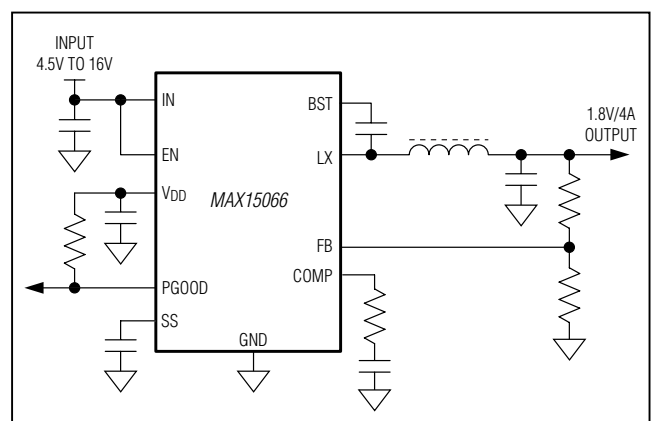 INPUT
4.5V TO 16V
IN
BST
1.8V/4A
OUTPUT
EN
LX
VDD
MAX15066
FB
COMP
PGOOD
SS
GND